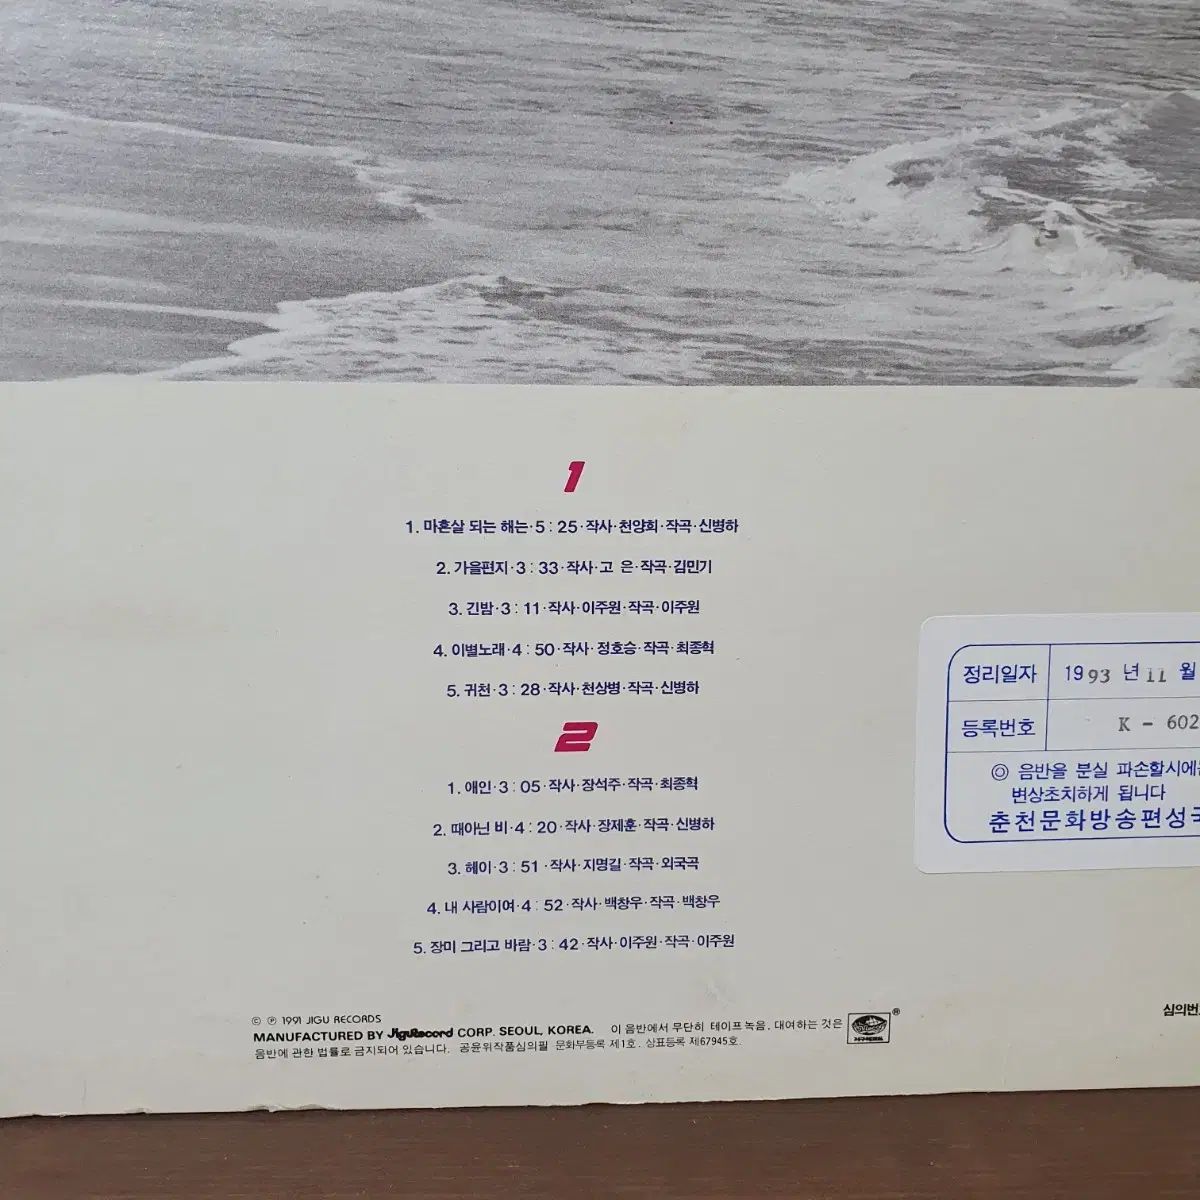 1
1. 마흔살 되는 해는·5 : 25·작사·천양희·작곡·신병하
2. 가을편지·3 : 33·작사·고 은·작곡·김민기
3. 긴밤·3 : 11·작사·이주원·작곡·이주원
4. 이별노래·4 : 50·작사·정호승·작곡·최종혁
5. 귀천·3 : 28·작사·천상병·작곡·신병하
2
1. 애인·3 : 05·작사·장석주·작곡·최종혁
2. 때아닌 비·4 : 20·작사·장제훈·작곡·신병하
3. 헤이·3 : 51·작사·지명길·작곡·외국곡
4. 내 사람이여·4 : 52·작사·백창우·작곡·백창우
5. 장미 그리고 바람·3 : 42·작사·이주원·작곡·이주원
정리일자 1993 년 11 월
등록번호 K - 602
◎ 음반을 분실 파손할시에는
변상초치하게 됩니다
춘천문화방송편성국
심의번호
© ℗ 1991 JIGU RECORDS
MANUFACTURED BY JiguRecord CORP. SEOUL, KOREA. 이 음반에서 무단히 테이프녹음, 대여하는 것은
음반에 관한 법률로 금지되어 있습니다. 공윤위작품심의필 문화부등록 제1호. 상표등록 제67945호.
®